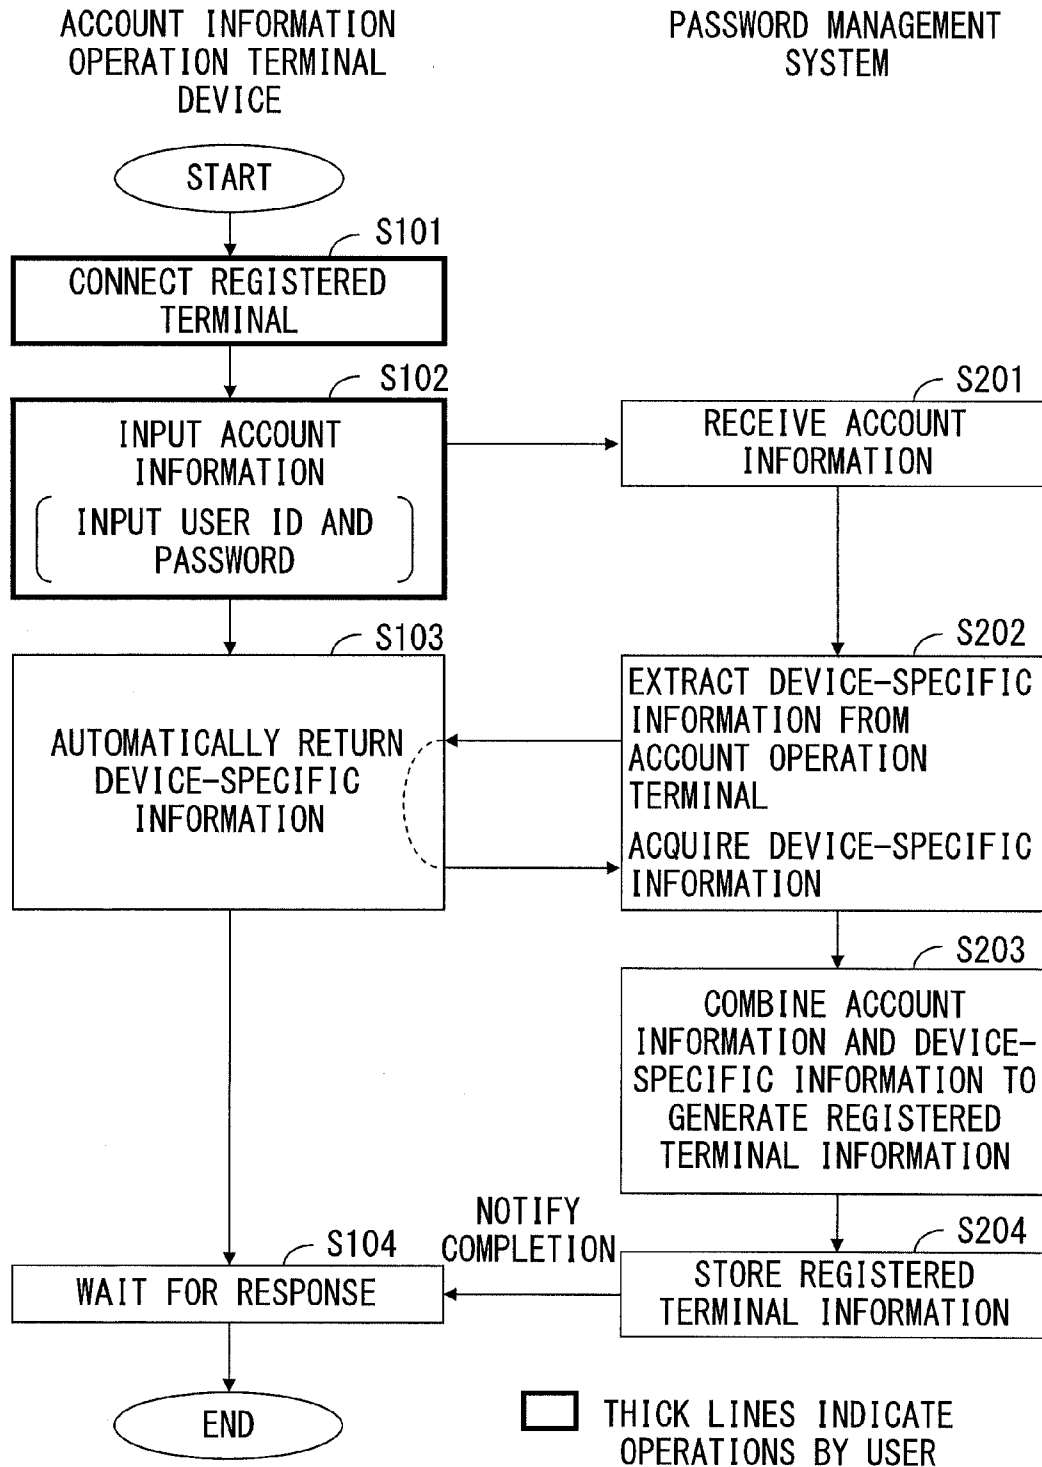 ACCOUNT INFORMATION
OPERATION TERMINAL
DEVICE
PASSWORD MANAGEMENT
SYSTEM
START
S101
CONNECT REGISTERED
TERMINAL
S102
INPUT ACCOUNT
INFORMATION
INPUT USER ID AND
PASSWORD
S201
RECEIVE ACCOUNT
INFORMATION
S103
AUTOMATICALLY RETURN
DEVICE-SPECIFIC
INFORMATION
S202
EXTRACT DEVICE-SPECIFIC
INFORMATION FROM
ACCOUNT OPERATION
TERMINAL
ACQUIRE DEVICE-SPECIFIC
INFORMATION
S203
COMBINE ACCOUNT
INFORMATION AND DEVICE-
SPECIFIC INFORMATION TO
GENERATE REGISTERED
TERMINAL INFORMATION
NOTIFY
COMPLETION
S104
WAIT FOR RESPONSE
S204
STORE REGISTERED
TERMINAL INFORMATION
END
THICK LINES INDICATE
OPERATIONS BY USER